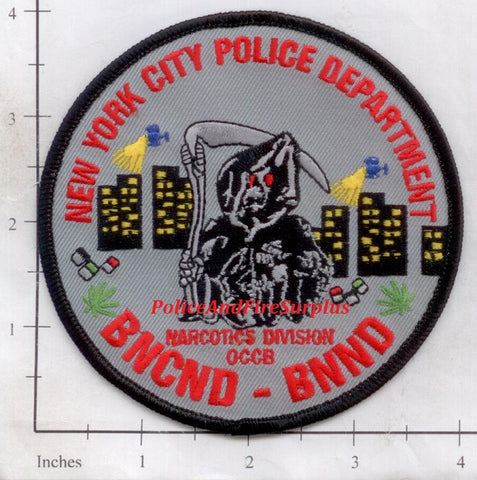 NEW YORK CITY POLICE DEPARTMENT
PoliceAndFireSurplus
NARCOTICS DIVISION
OCCB
BNCND - BNND
4
3
2
1
Inches 1 2 3 4